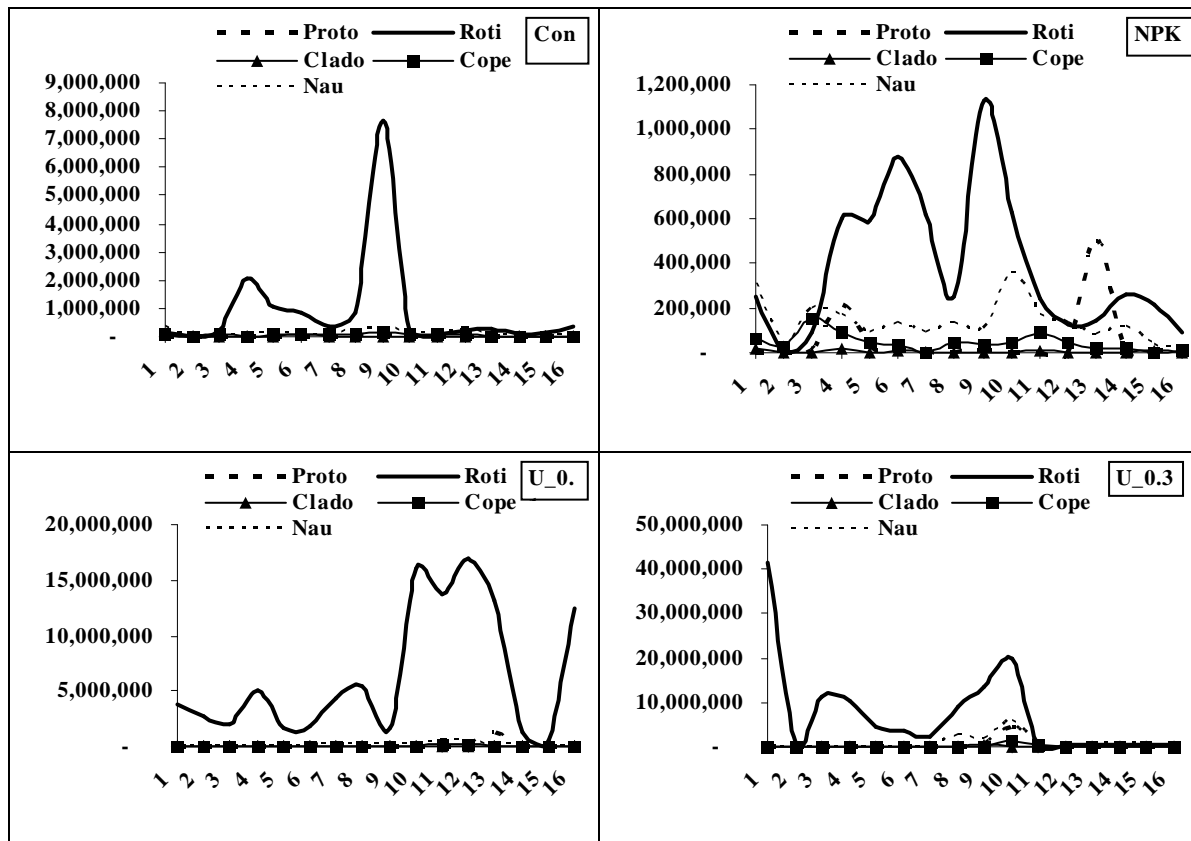 Proto Roti Con
Clado Cope
Nau
9,000,000
8,000,000
7,000,000
6,000,000
5,000,000
4,000,000
3,000,000
2,000,000
1,000,000
-
1 2 3 4 5 6 7 8 9 10 11 12 13 14 15 16
Proto Roti NPK
Clado Cope
Nau
1,200,000
1,000,000
800,000
600,000
400,000
200,000
-
1 2 3 4 5 6 7 8 9 10 11 12 13 14 15 16
Proto Roti U_0.
Clado Cope
Nau
20,000,000
15,000,000
10,000,000
5,000,000
-
1 2 3 4 5 6 7 8 9 10 11 12 13 14 15 16
Proto Roti U_0.3
Clado Cope
Nau
50,000,000
40,000,000
30,000,000
20,000,000
10,000,000
-
1 2 3 4 5 6 7 8 9 10 11 12 13 14 15 16